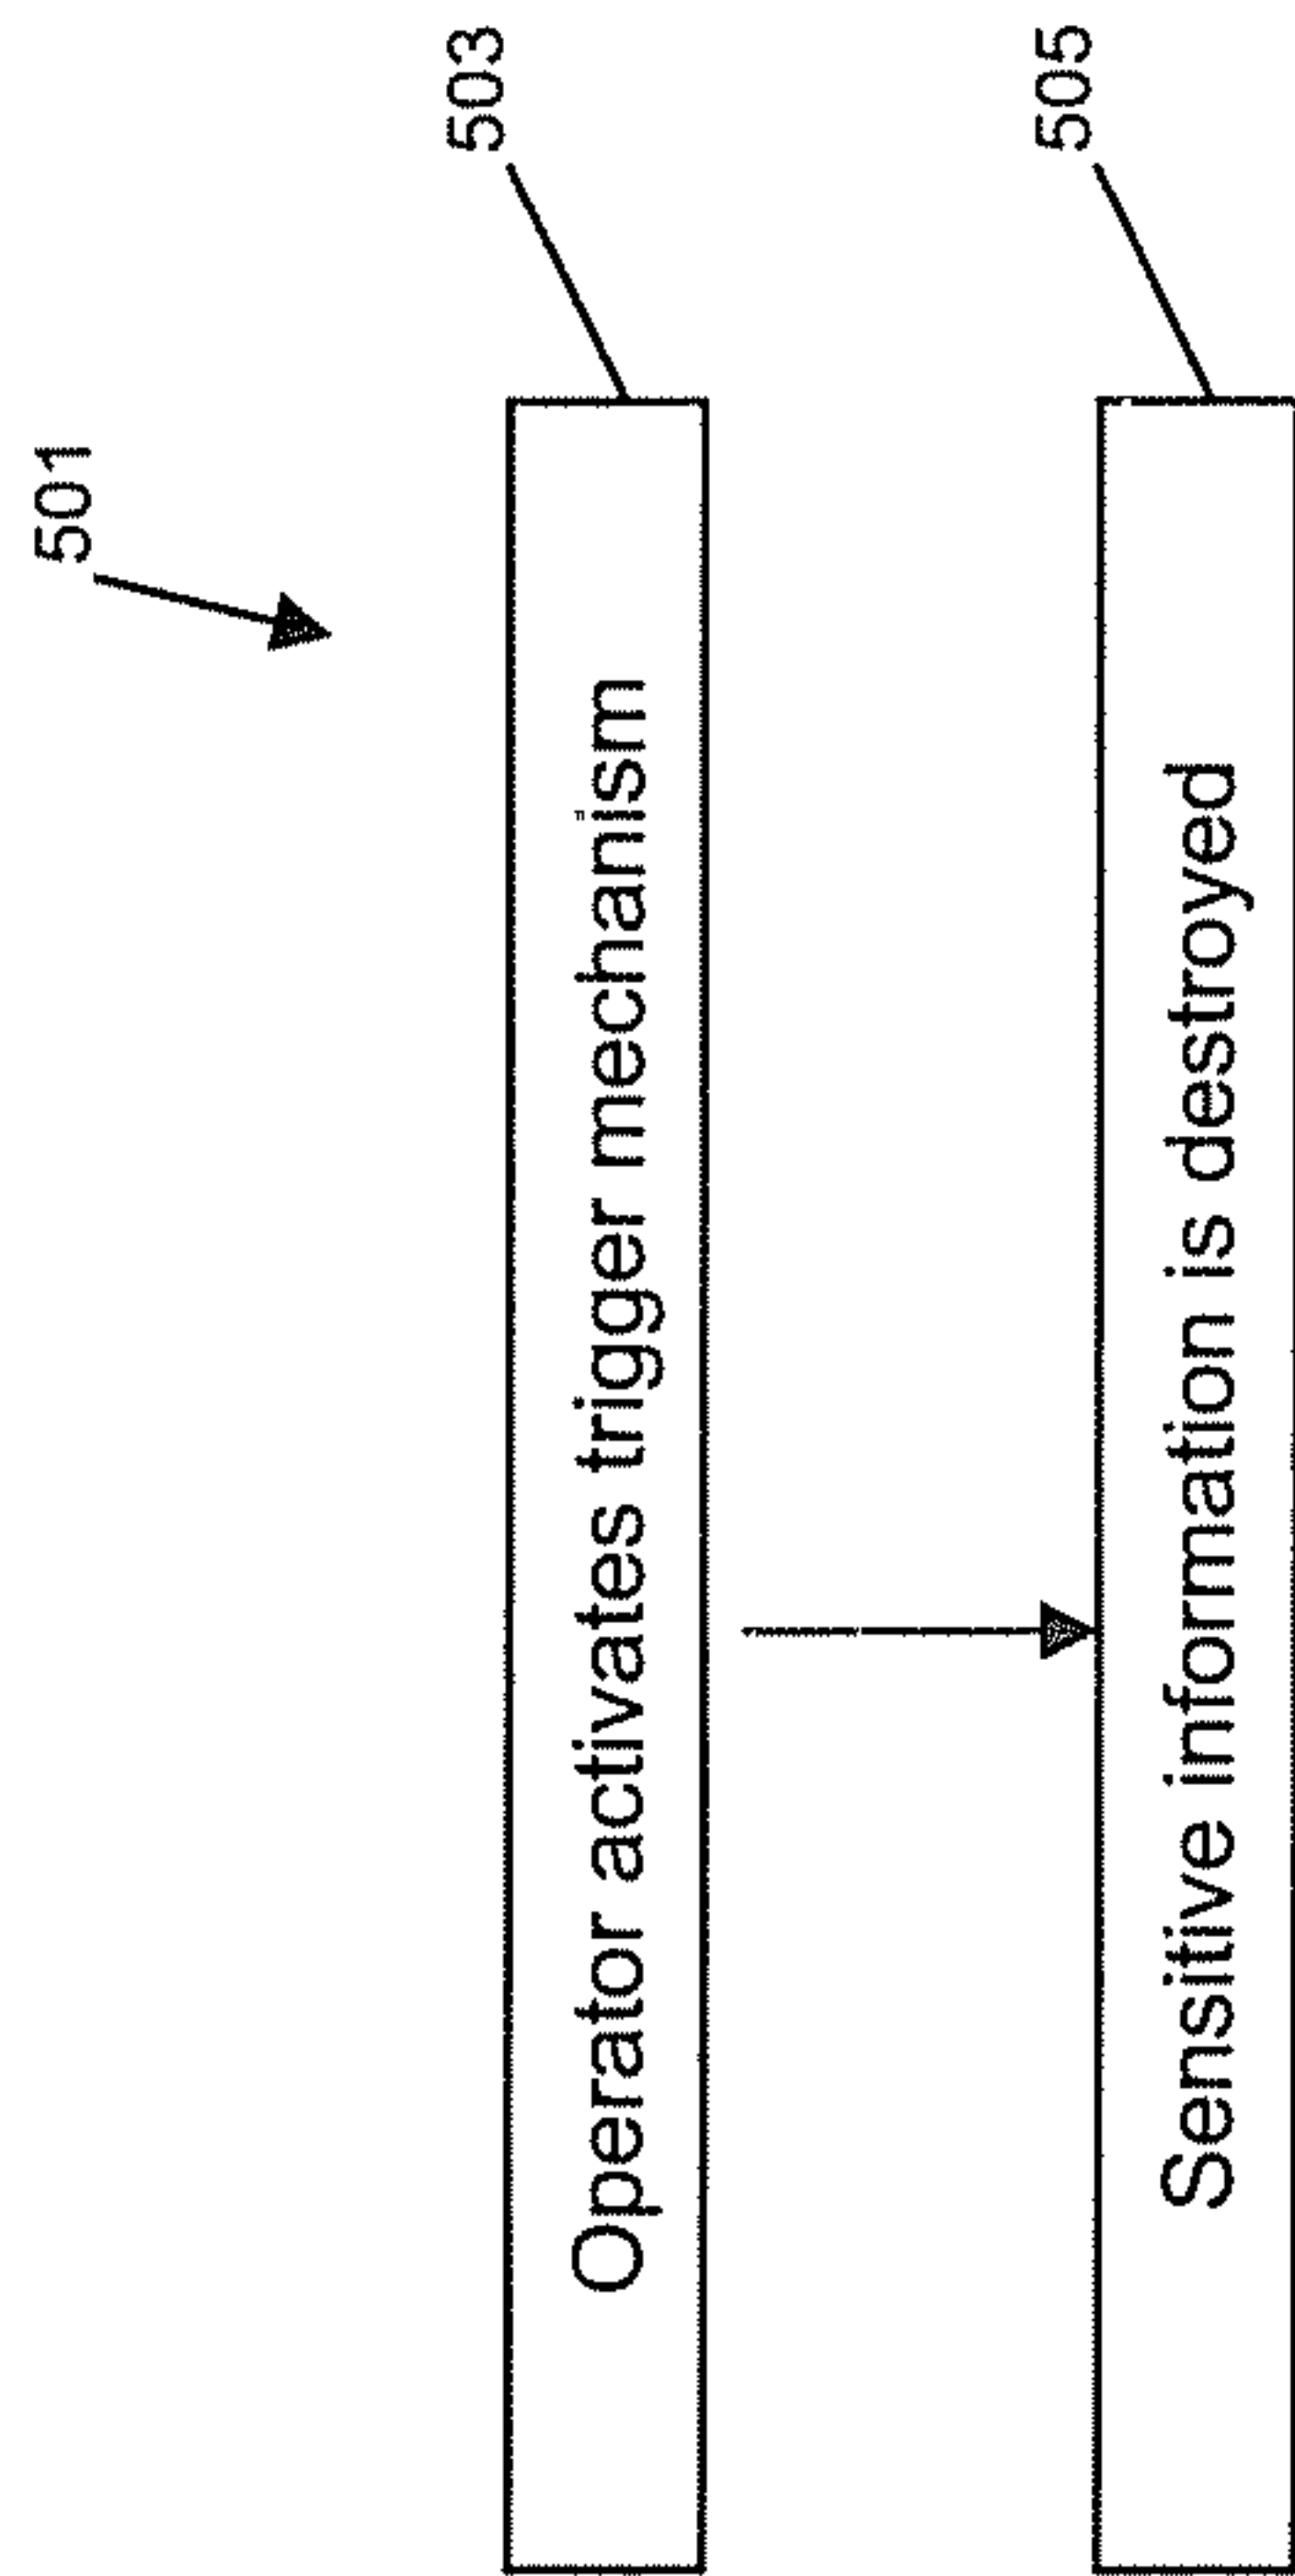 501
503
Operator activates trigger mechanism
505
Sensitive information is destroyed